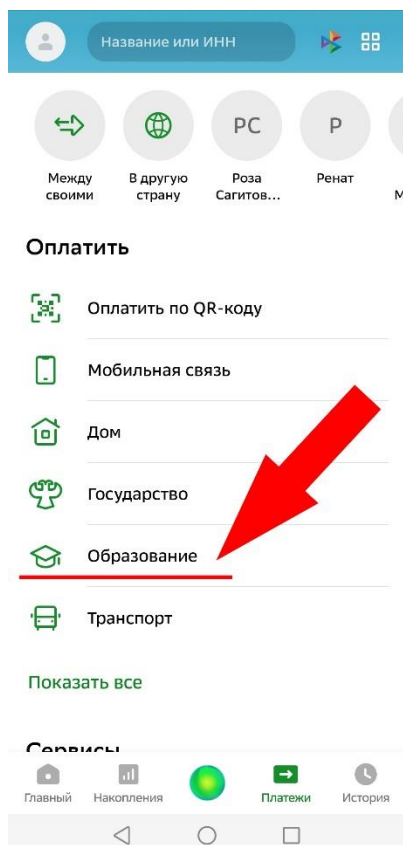 Название или ИНН
РС
Р
Между
своими
В другую
страну
Роза
Сагитов...
Ренат
М
Оплатить
Оплатить по QR-коду
Мобильная связь
Дом
Государство
Образование
Транспорт
Показать все
Сервисы
Главный
Накопления
Платежи
История